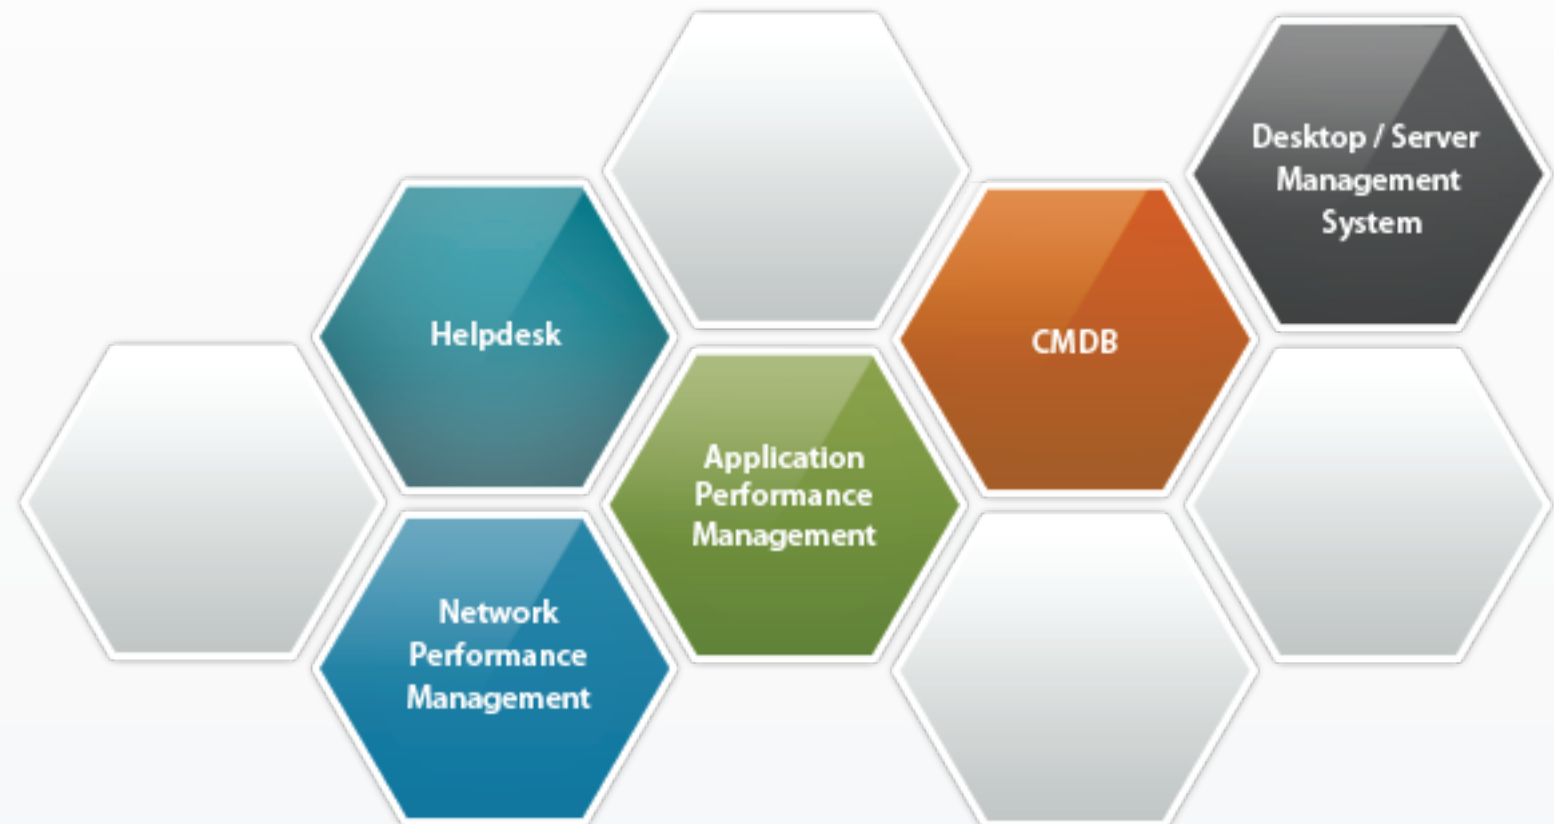 Desktop / Server
Management
System
Helpdesk
CMDB
Application
Performance
Management
Network
Performance
Management